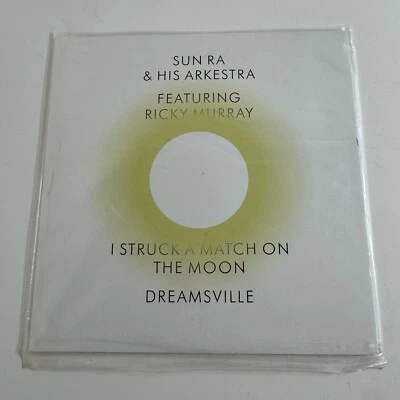 SUN RA
& HIS ARKESTRA
FEATURING
RICKY MURRAY
I STRUCK A MATCH ON
THE MOON
DREAMSVILLE